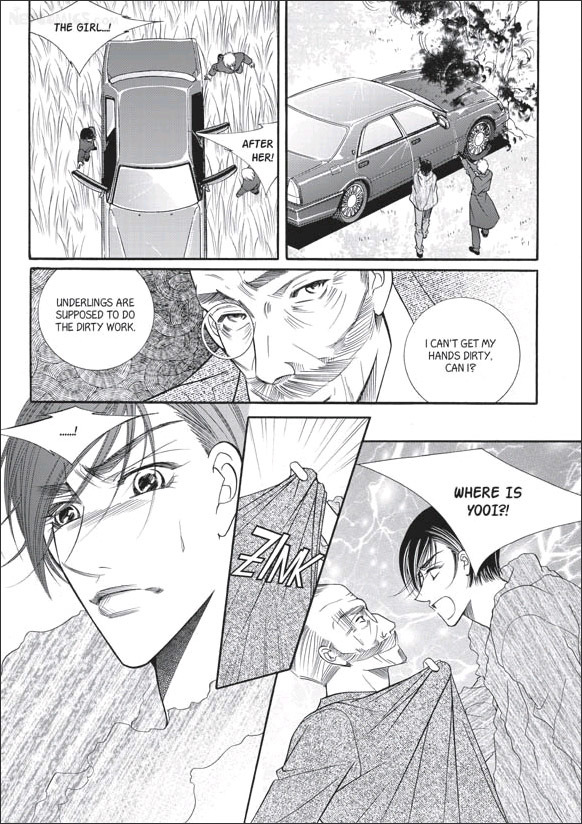 THE GIRL...!
AFTER
HER!
UNDERLINGS ARE
SUPPOSED TO DO
THE DIRTY WORK.
I CAN'T GET MY
HANDS DIRTY,
CAN I?
......!
ZINK
WHERE IS
YOOI?!